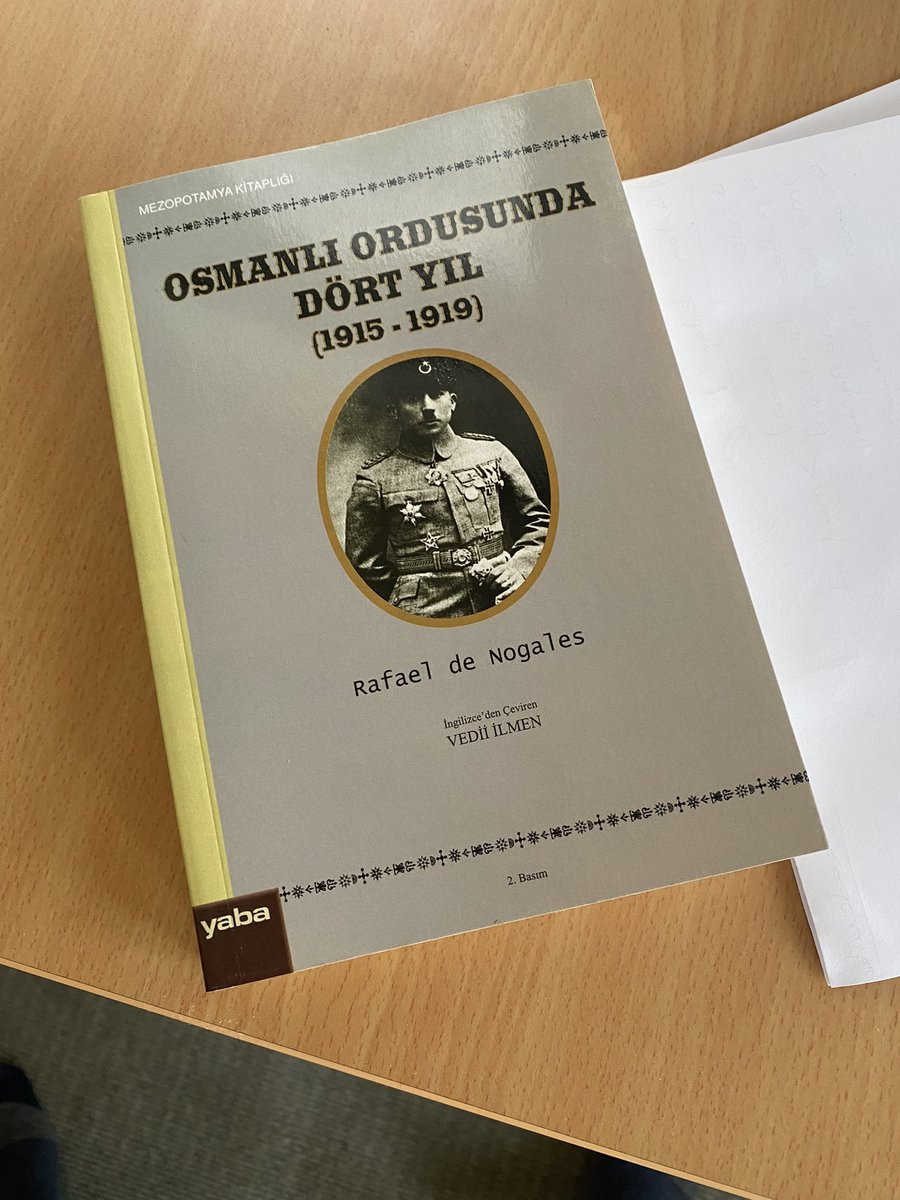 MEZOPOTAMYA KİTAPLIĞI
OSMANLI ORDUSUNDA
DÖRT YIL
(1915 - 1919)
Rafael de Nogales
İngilizce'den Çeviren
VEDİİ İLMEN
2. Basım
yaba